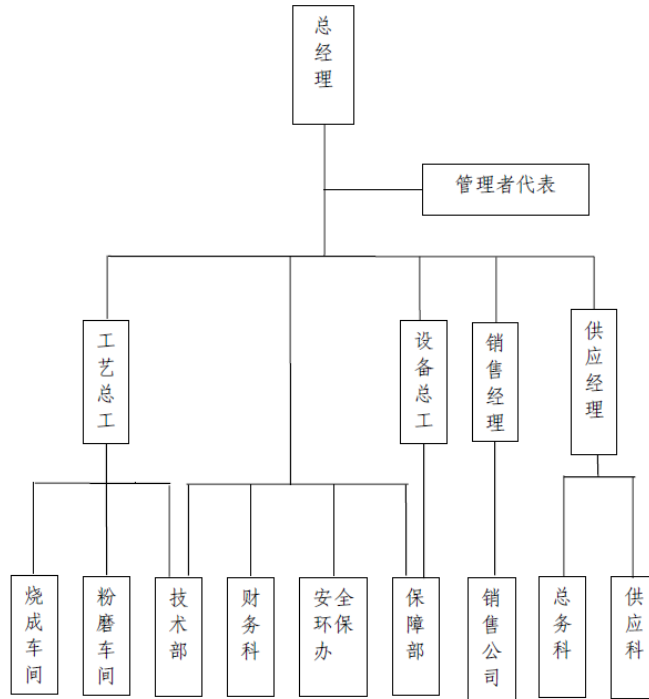 总经理
管理者代表
工艺总工
设备总工
销售经理
供应经理
烧成车间
粉磨车间
技术部
财务科
安全环保办
保障部
销售公司
总务科
供应科